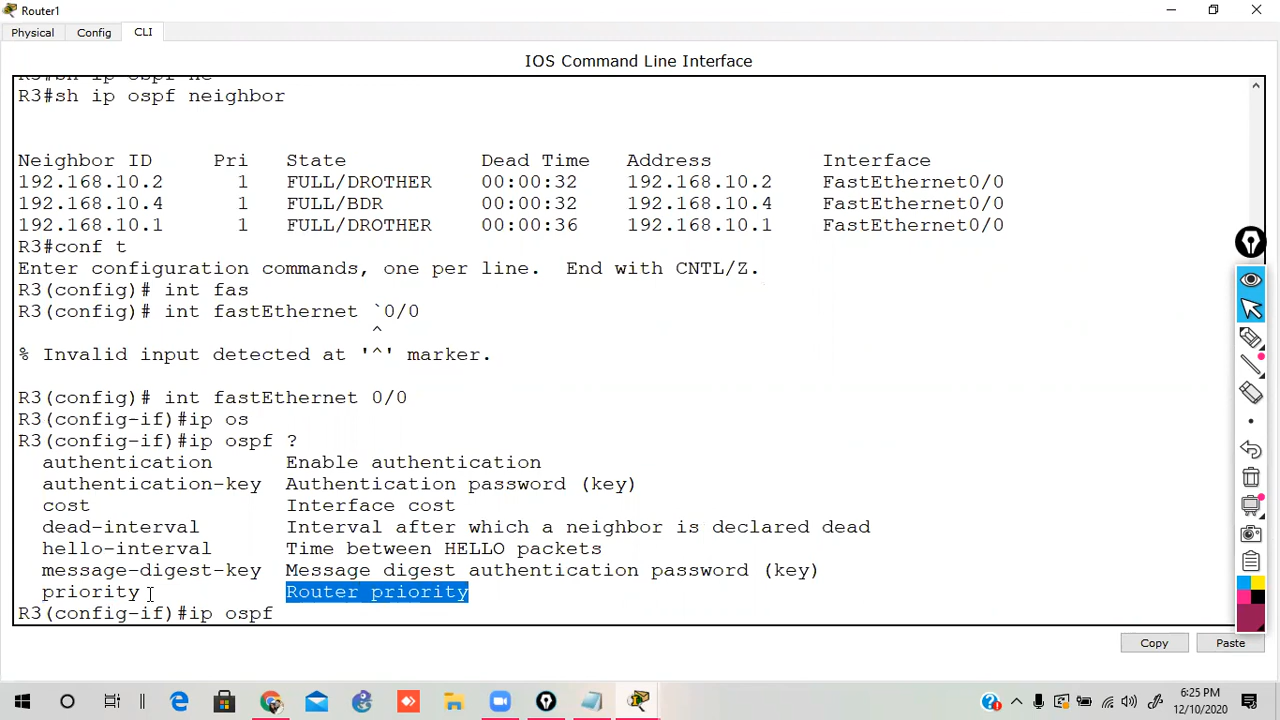 Router1
Physical Config CLI
IOS Command Line Interface
R3#sh ip ospf ne
R3#sh ip ospf neighbor
Neighbor ID Pri State Dead Time Address Interface
192.168.10.2 1 FULL/DROTHER 00:00:32 192.168.10.2 FastEthernet0/0
192.168.10.4 1 FULL/BDR 00:00:32 192.168.10.4 FastEthernet0/0
192.168.10.1 1 FULL/DROTHER 00:00:36 192.168.10.1 FastEthernet0/0
R3#conf t
Enter configuration commands, one per line. End with CNTL/Z.
R3(config)# int fas
R3(config)# int fastEthernet `0/0
^
% Invalid input detected at '^' marker.
R3(config)# int fastEthernet 0/0
R3(config-if)#ip os
R3(config-if)#ip ospf ?
authentication Enable authentication
authentication-key Authentication password (key)
cost Interface cost
dead-interval Interval after which a neighbor is declared dead
hello-interval Time between HELLO packets
message-digest-key Message digest authentication password (key)
priority Router priority
R3(config-if)#ip ospf
Copy Paste
6:25 PM
12/10/2020